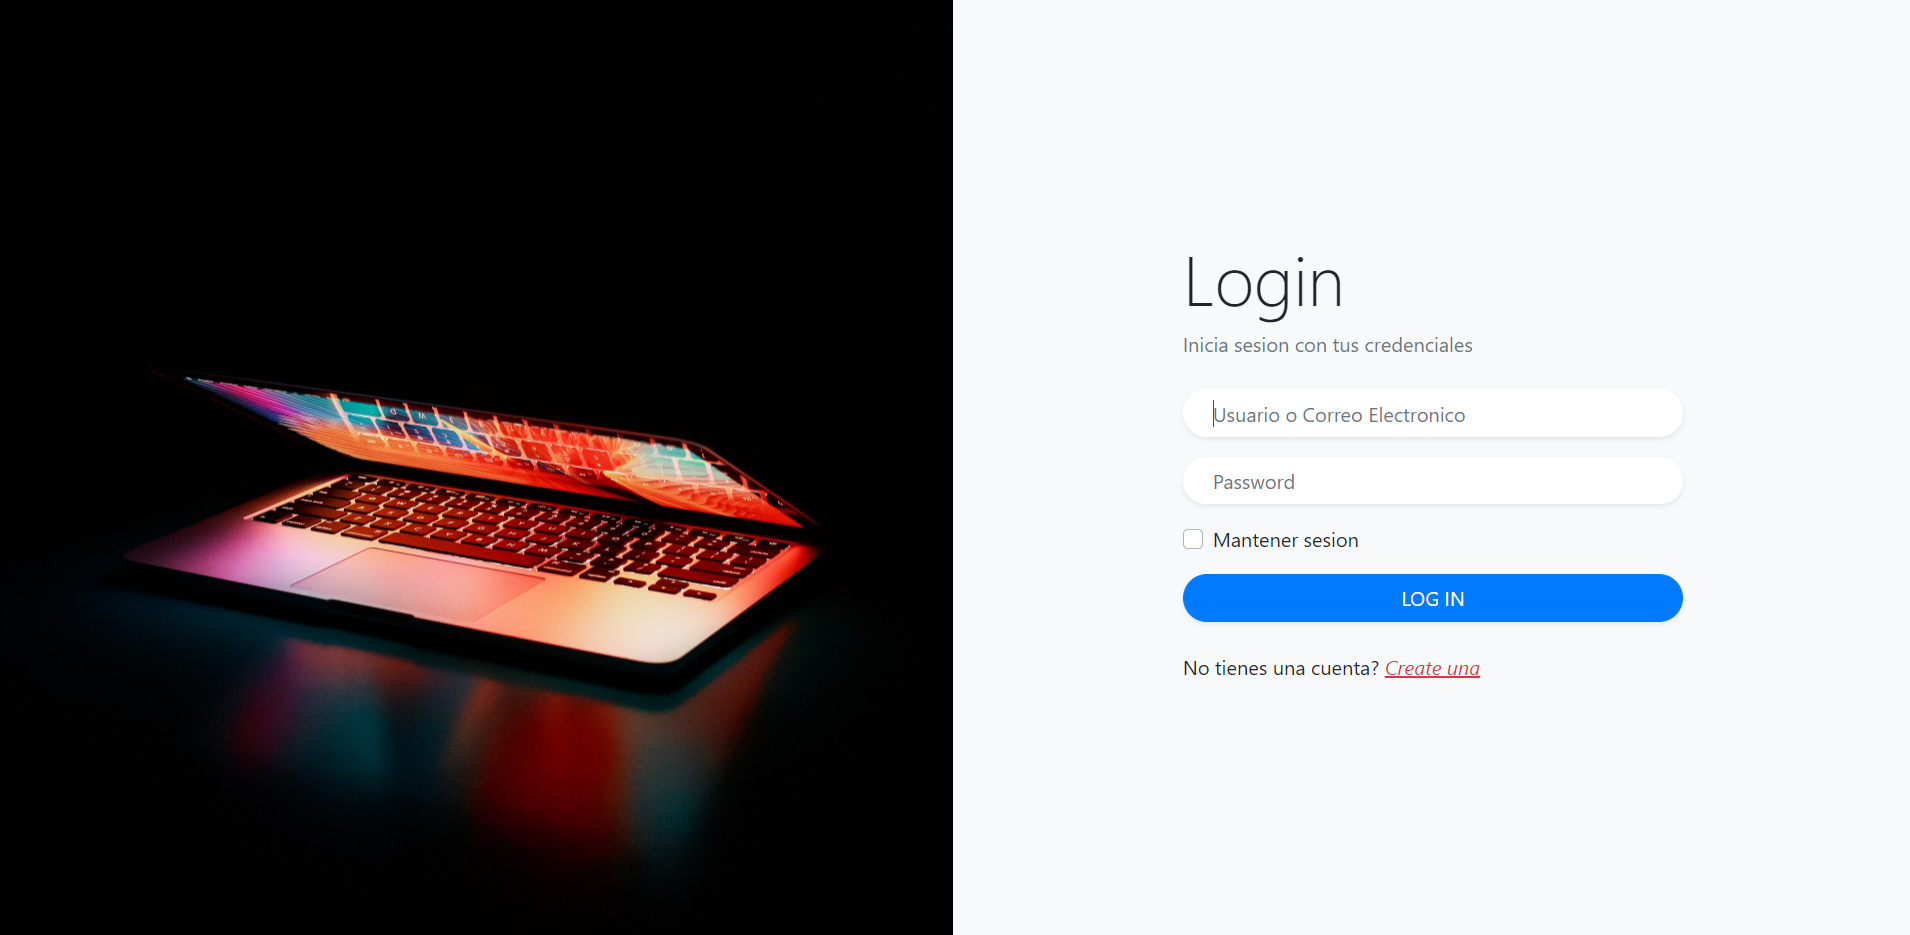 Login
Inicia sesion con tus credenciales
Usuario o Correo Electronico
Password
Mantener sesion
LOG IN
No tienes una cuenta? Create una